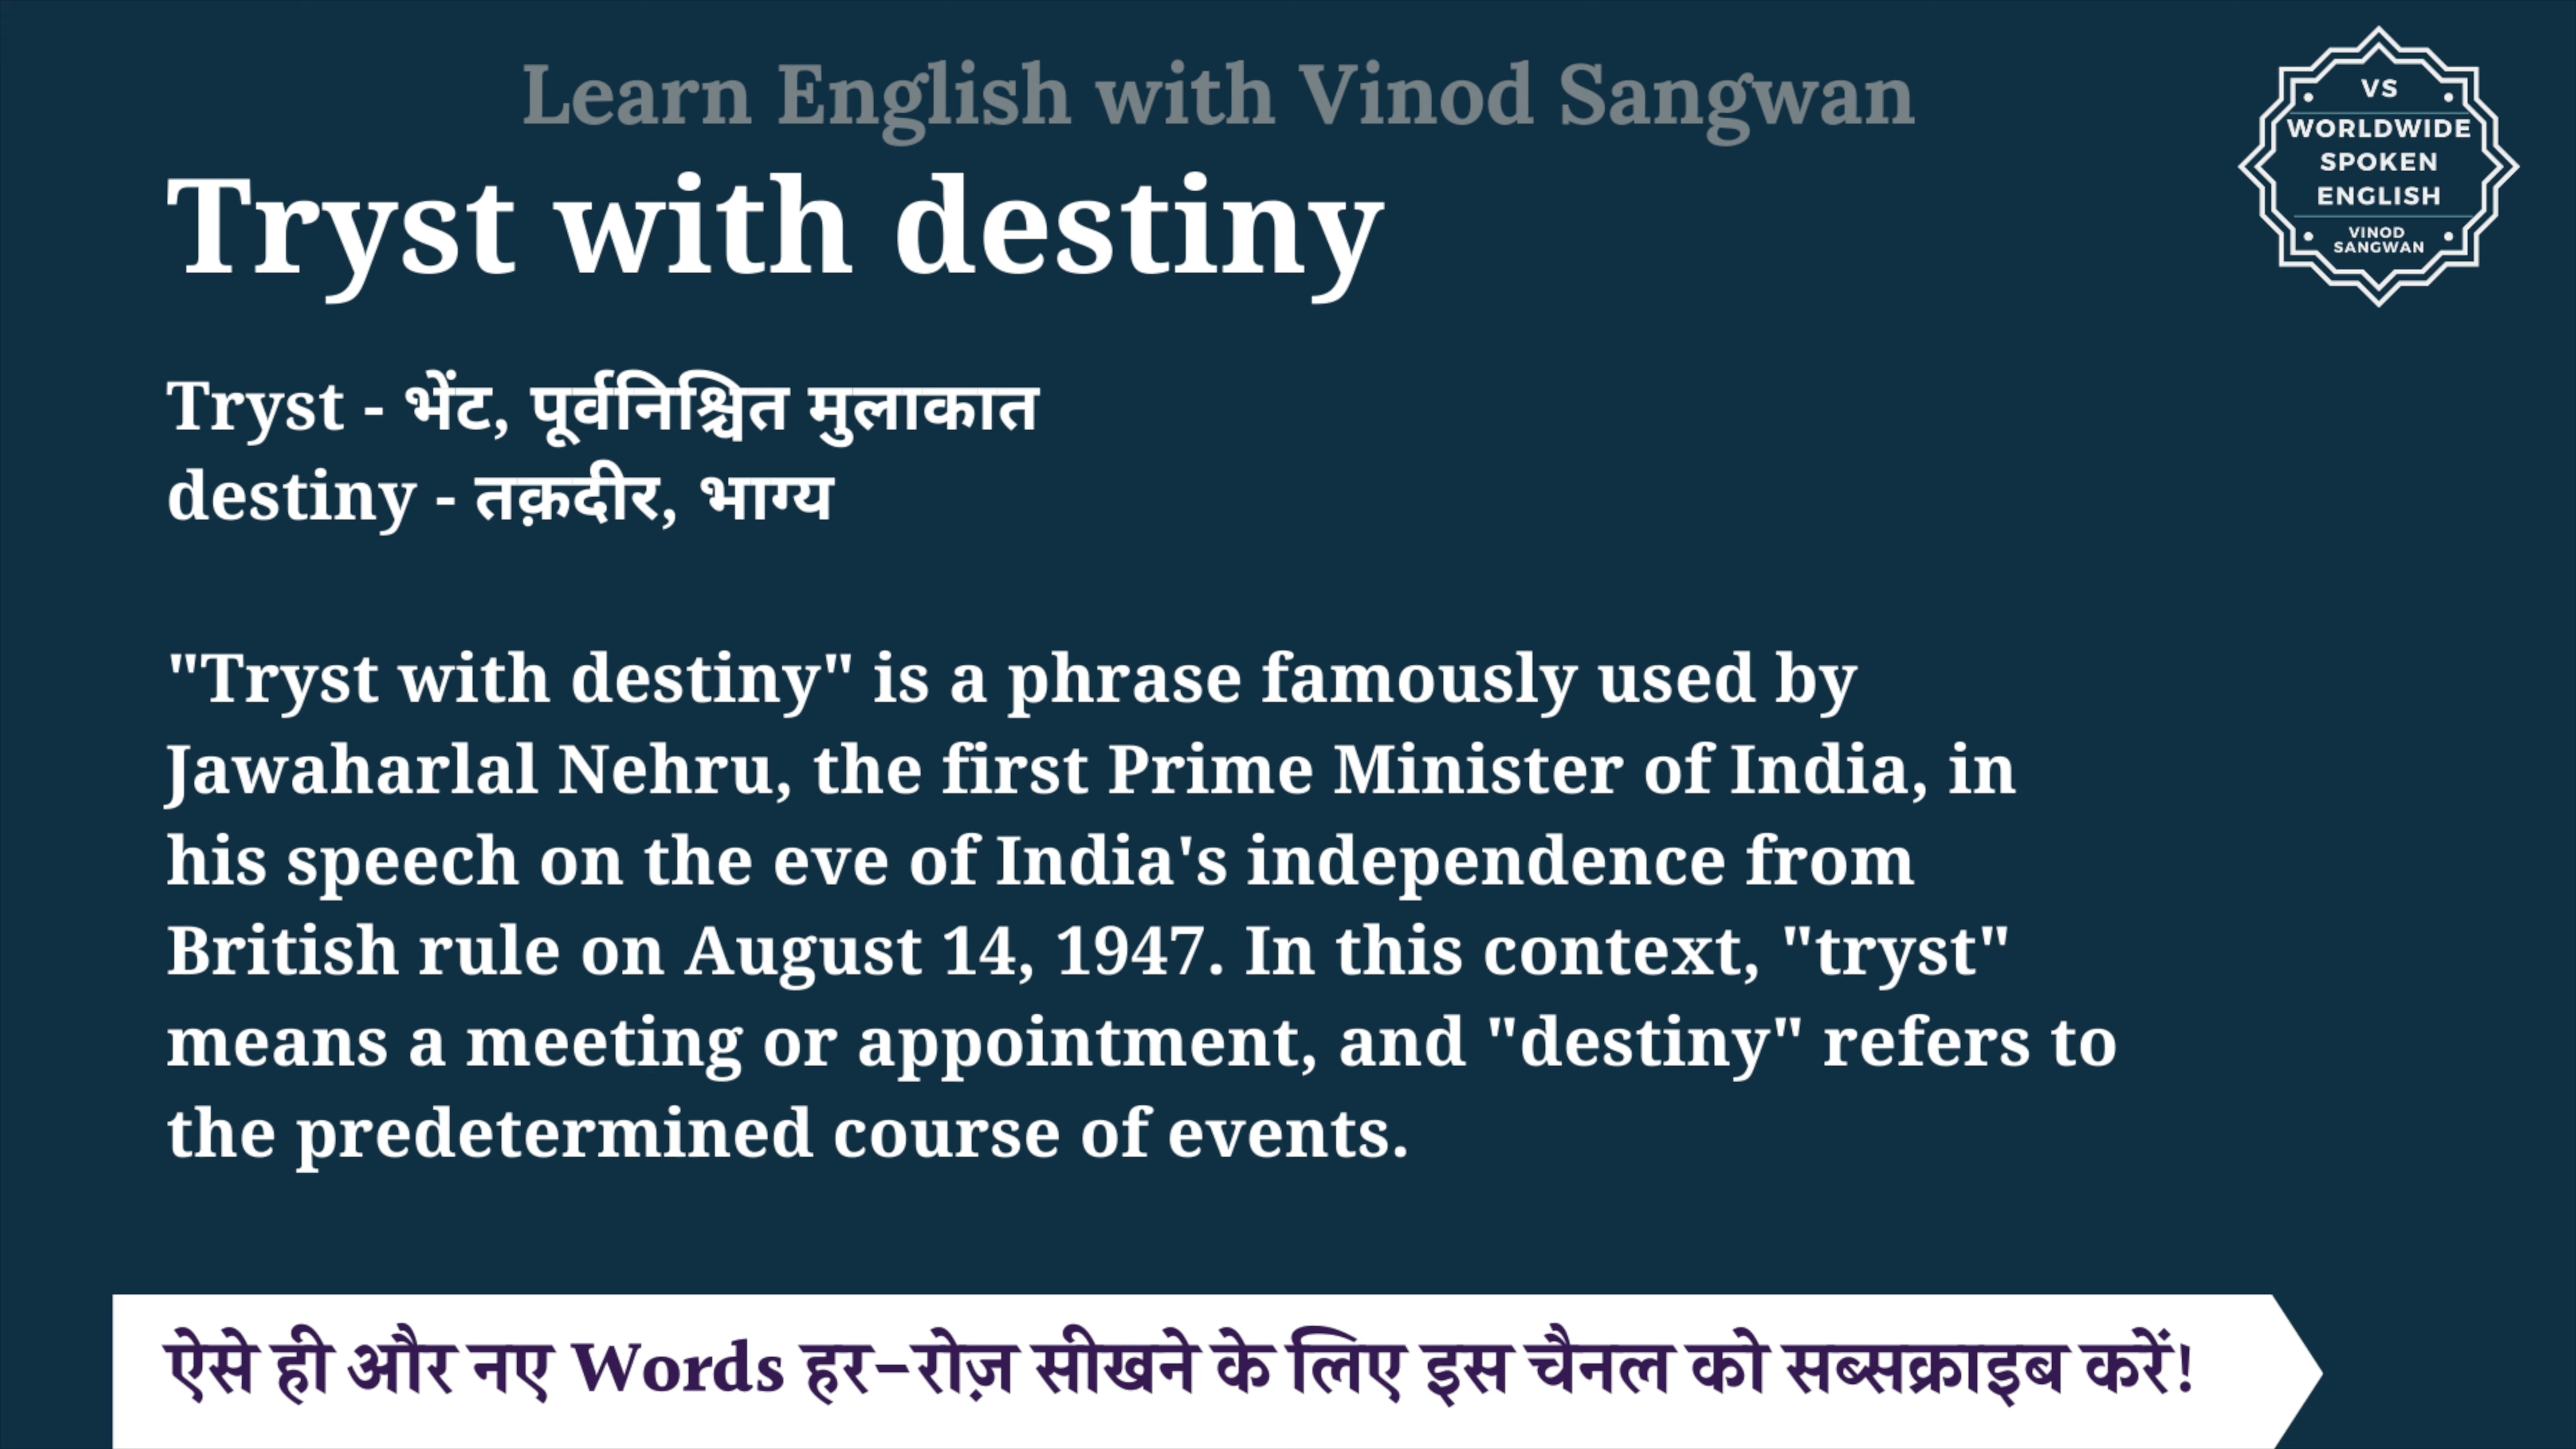 Learn English with Vinod Sangwan
VS
WORLDWIDE
SPOKEN
ENGLISH
VINOD
SANGWAN
Tryst with destiny
Tryst - भेंट, पूर्वनिश्चित मुलाकात
destiny - तक़दीर, भाग्य
"Tryst with destiny" is a phrase famously used by
Jawaharlal Nehru, the first Prime Minister of India, in
his speech on the eve of India's independence from
British rule on August 14, 1947. In this context, "tryst"
means a meeting or appointment, and "destiny" refers to
the predetermined course of events.
ऐसे ही और नए Words हर-रोज़ सीखने के लिए इस चैनल को सब्सक्राइब करें!